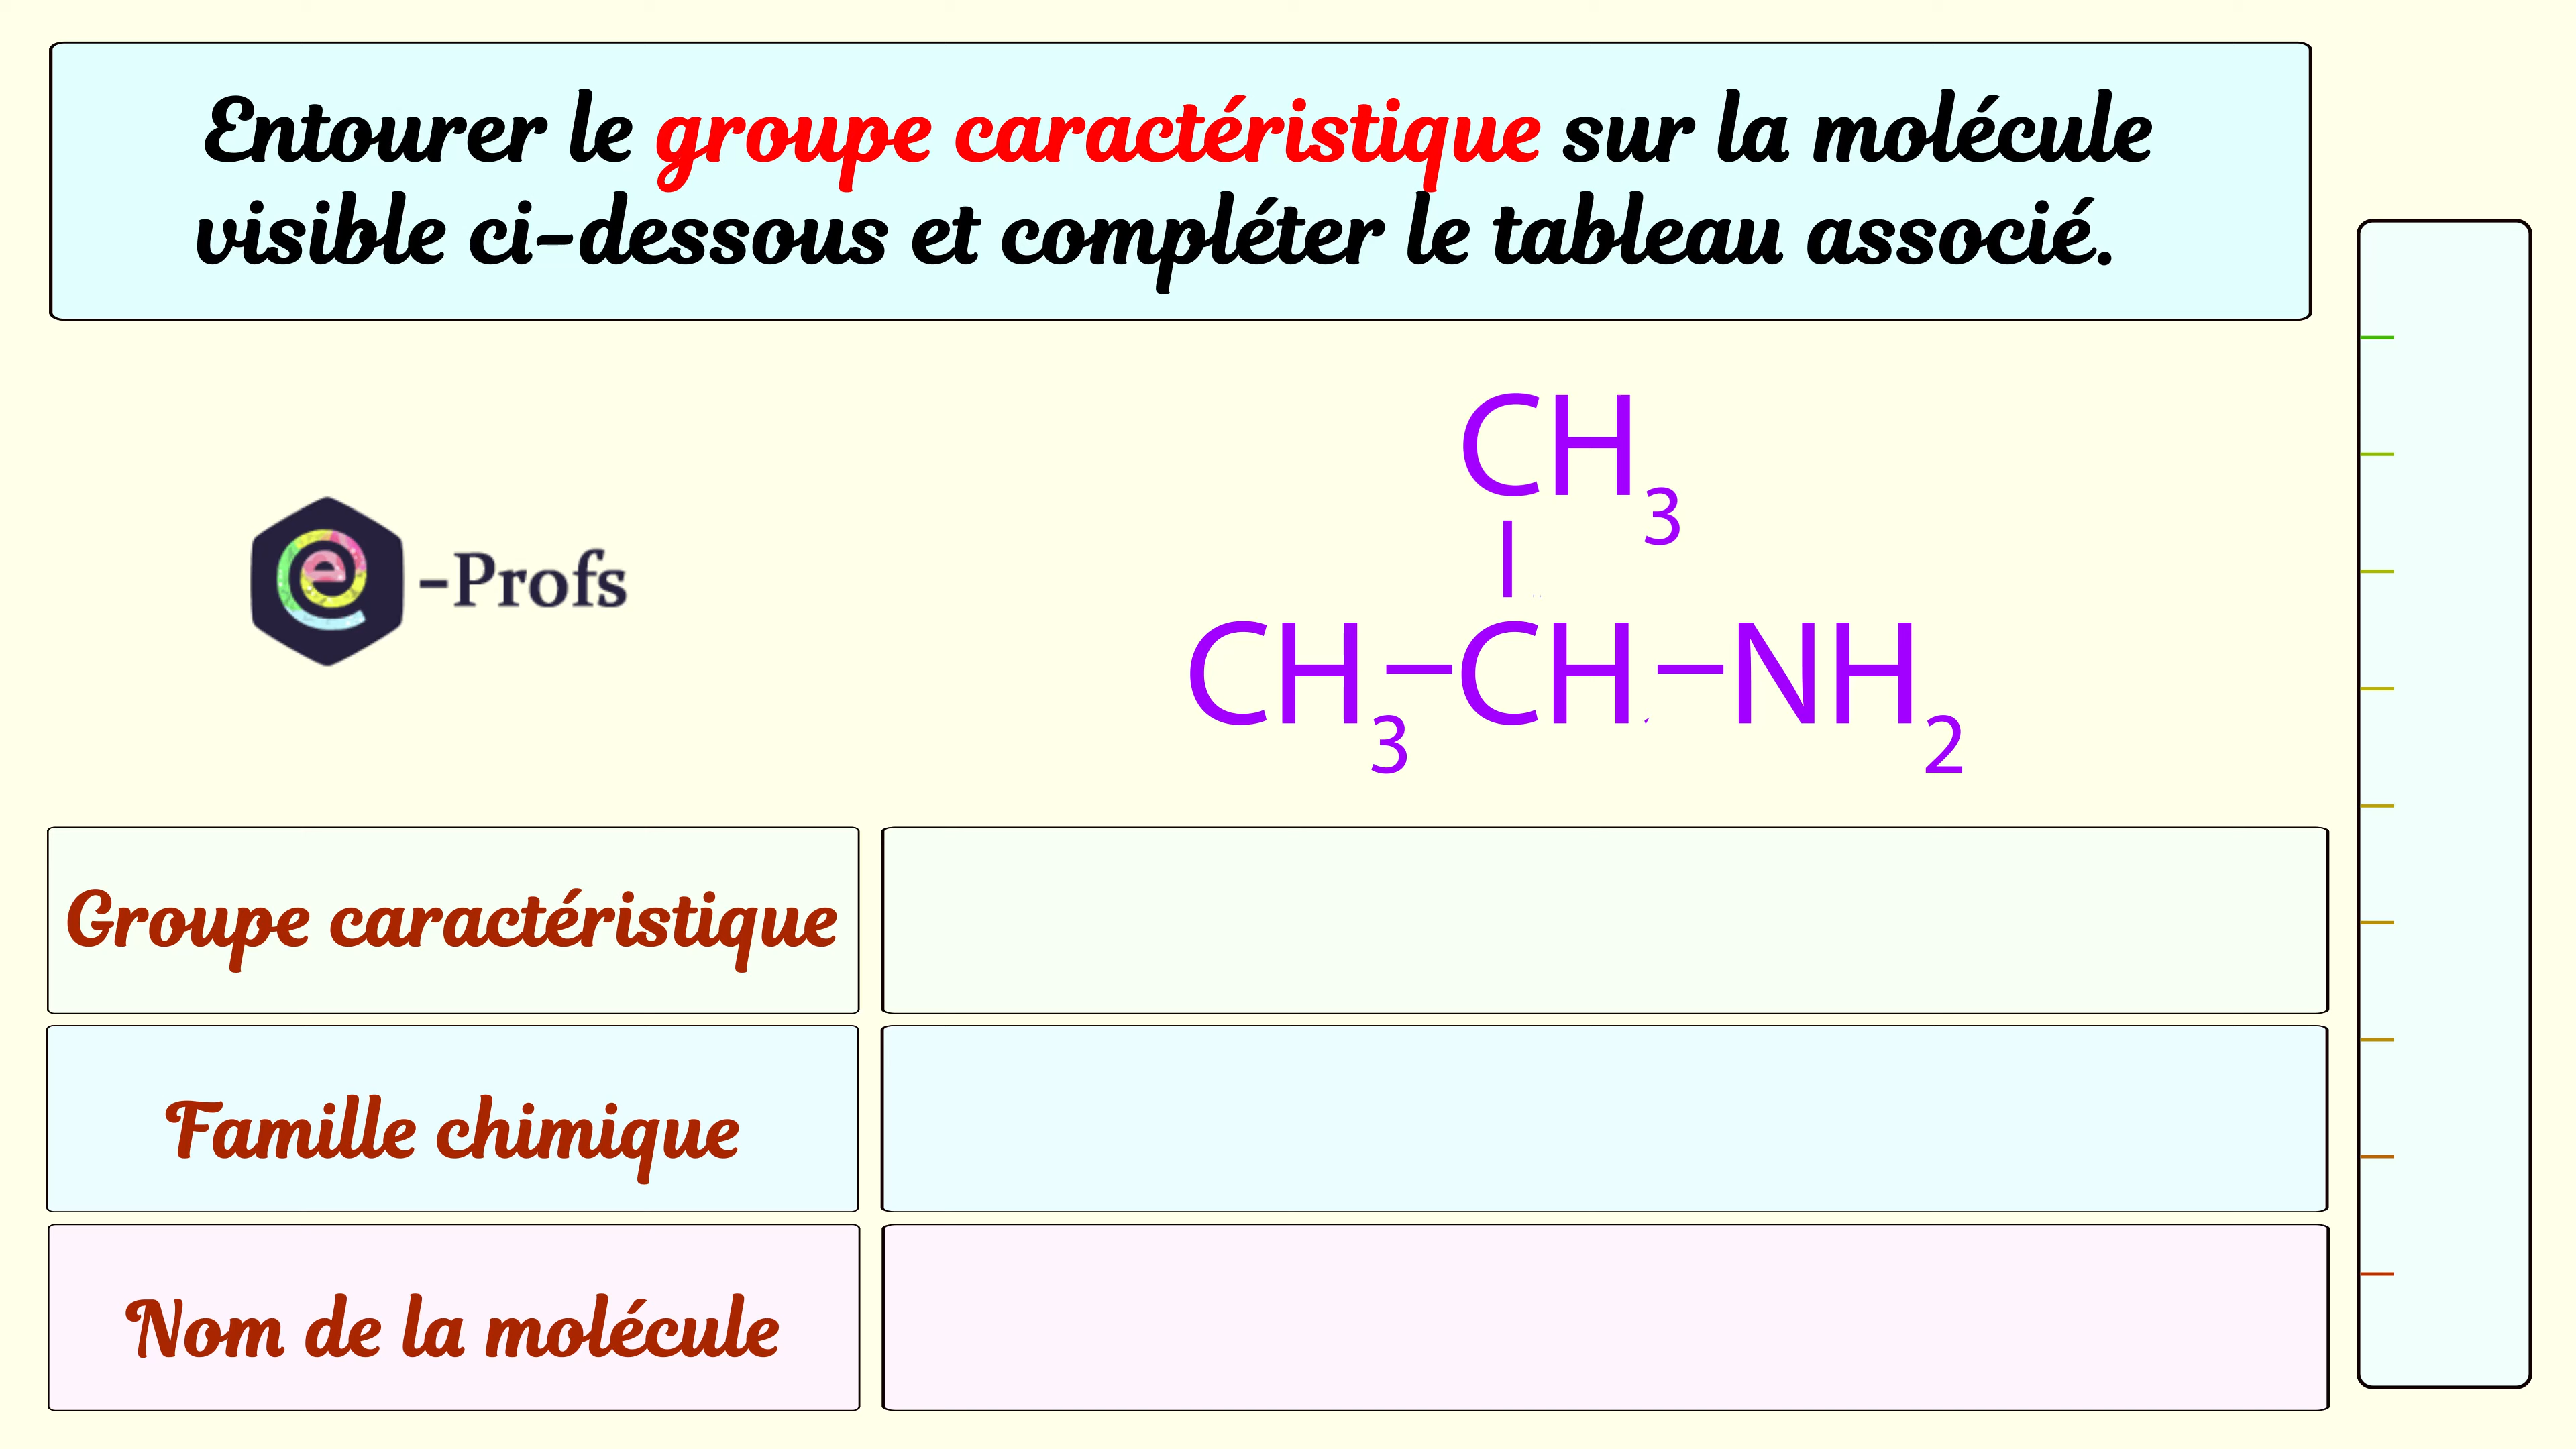 Entourer le groupe caractéristique sur la molécule
visible ci-dessous et compléter le tableau associé.
CH3
e -Profs
CH3-CH-NH2
Groupe caractéristique
Famille chimique
Nom de la molécule